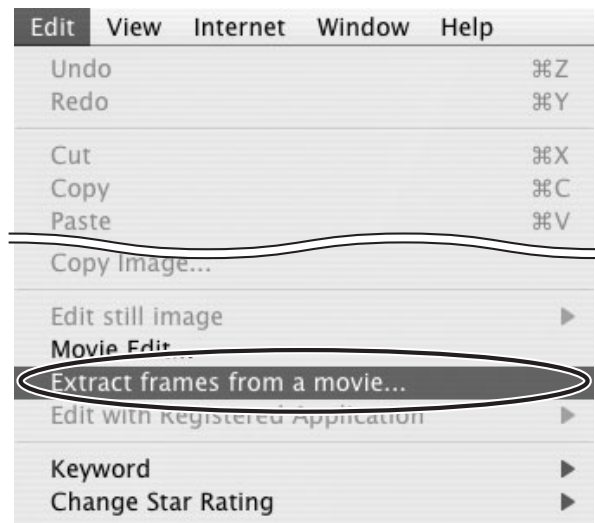 Edit View Internet Window Help
Undo ⌘Z
Redo ⌘Y
Cut ⌘X
Copy ⌘C
Paste ⌘V
Copy Image...
Edit still image
Movie Edit...
Extract frames from a movie...
Edit with Registered Application
Keyword
Change Star Rating